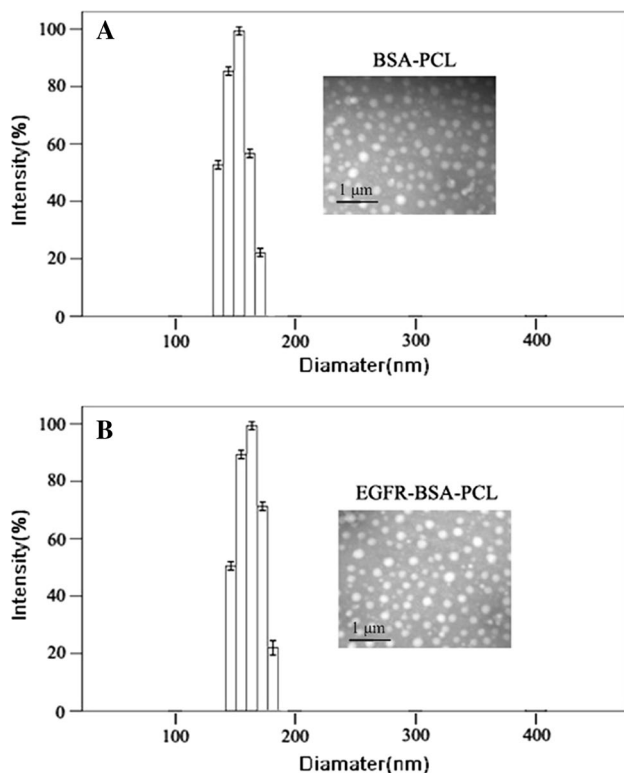 A
BSA-PCL
1 μm
Intensity(%)
100
80
60
40
20
0
100 200 300 400
Diamater(nm)
B
EGFR-BSA-PCL
1 μm
Intensity(%)
100
80
60
40
20
0
100 200 300 400
Diamater(nm)